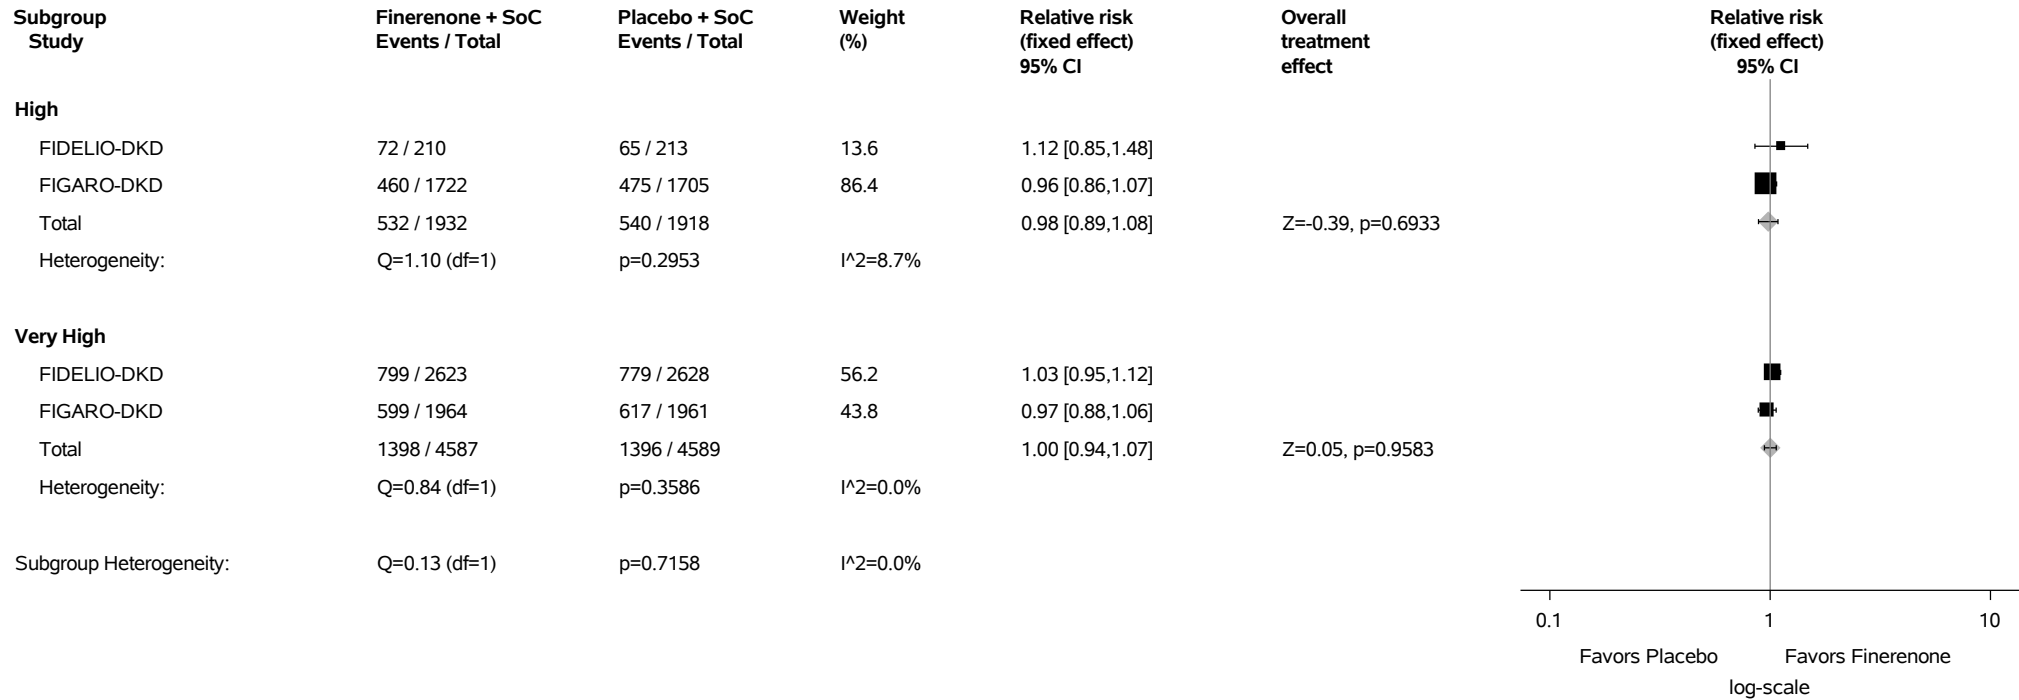 Subgroup Finerenone + SoC Placebo + SoC Weight Relative risk Overall Relative risk
Study Events / Total Events / Total (%) (fixed effect) treatment (fixed effect)
95% CI effect 95% CI
High
FIDELIO-DKD 72 / 210 65 / 213 13.6 1.12 [0.85,1.48]
FIGARO-DKD 460 / 1722 475 / 1705 86.4 0.96 [0.86,1.07]
Total 532 / 1932 540 / 1918 0.98 [0.89,1.08] Z=-0.39, p=0.6933
Heterogeneity: Q=1.10 (df=1) p=0.2953 I^2=8.7%
Very High
FIDELIO-DKD 799 / 2623 779 / 2628 56.2 1.03 [0.95,1.12]
FIGARO-DKD 599 / 1964 617 / 1961 43.8 0.97 [0.88,1.06]
Total 1398 / 4587 1396 / 4589 1.00 [0.94,1.07] Z=0.05, p=0.9583
Heterogeneity: Q=0.84 (df=1) p=0.3586 I^2=0.0%
Subgroup Heterogeneity: Q=0.13 (df=1) p=0.7158 I^2=0.0%
0.1 1 10
Favors Placebo Favors Finerenone
log-scale